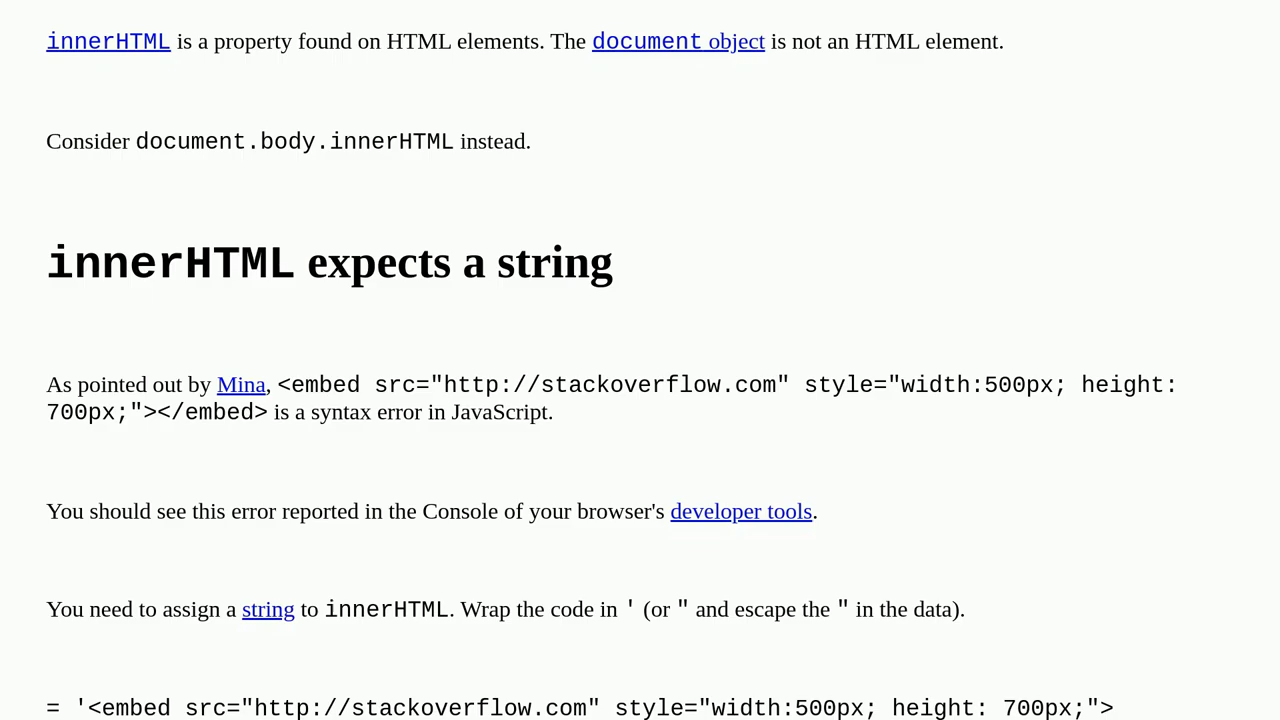 innerHTML is a property found on HTML elements. The document object is not an HTML element.
Consider document.body.innerHTML instead.
innerHTML expects a string
As pointed out by Mina, <embed src="http://stackoverflow.com" style="width:500px; height:
700px;"></embed> is a syntax error in JavaScript.
You should see this error reported in the Console of your browser's developer tools.
You need to assign a string to innerHTML. Wrap the code in ' (or " and escape the " in the data).
= '<embed src="http://stackoverflow.com" style="width:500px; height: 700px;">